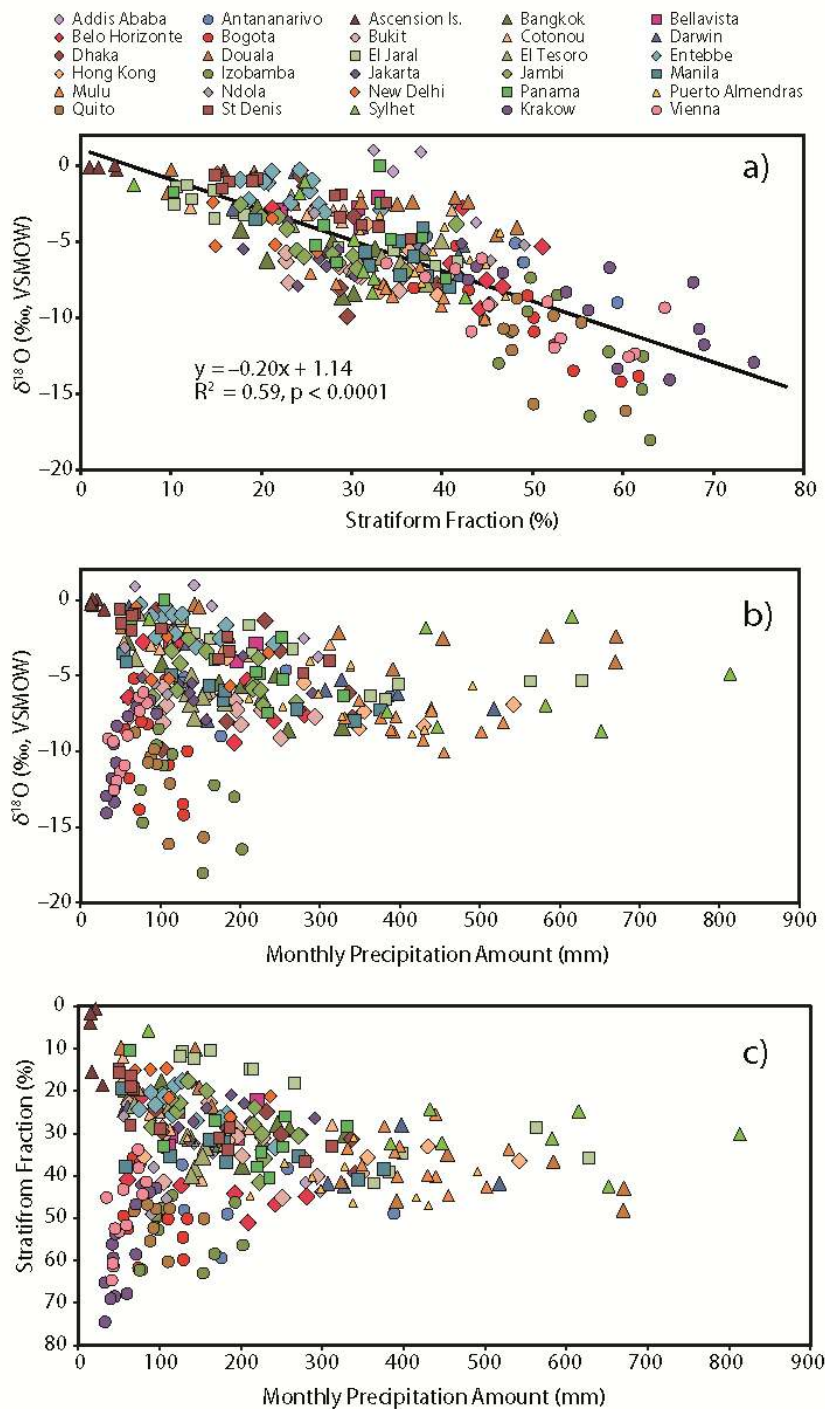 Addis Ababa Antananarivo Ascension Is. Bangkok Bellavista
Belo Horizonte Bogota Bukit Cotonou Darwin
Dhaka Douala El Jaral El Tesoro Entebbe
Hong Kong Izobamba Jakarta Jambi Manila
Mulu Ndola New Delhi Panama Puerto Almendras
Quito St Denis Sylhet Krakow Vienna
a)
0
−5
−10
−15
−20
δ¹⁸O (‰, VSMOW)
y = −0.20x + 1.14
R² = 0.59, p < 0.0001
0 10 20 30 40 50 60 70 80
Stratiform Fraction (%)
b)
0
−5
−10
−15
−20
δ¹⁸O (‰, VSMOW)
0 100 200 300 400 500 600 700 800 900
Monthly Precipitation Amount (mm)
c)
0
10
20
30
40
50
60
70
80
Stratifrom Fraction (%)
0 100 200 300 400 500 600 700 800 900
Monthly Precipitation Amount (mm)